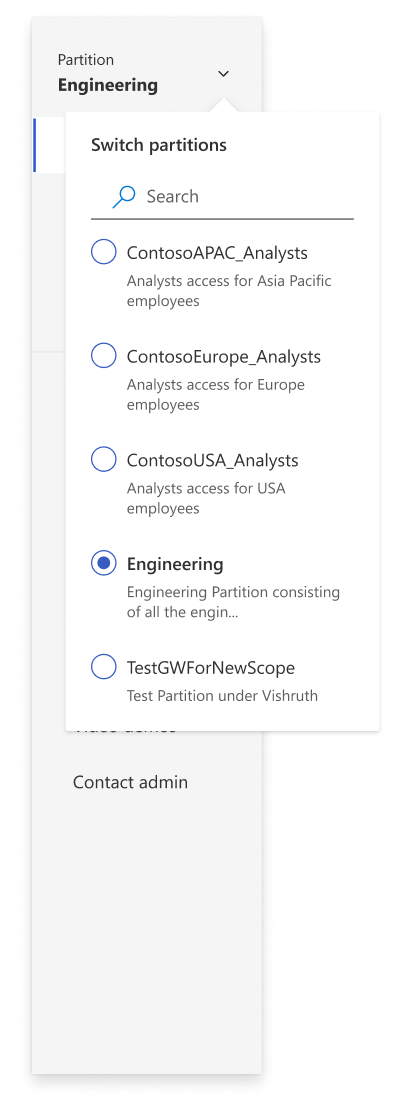 Partition
Engineering
Switch partitions
Search
ContosoAPAC_Analysts
Analysts access for Asia Pacific
employees
ContosoEurope_Analysts
Analysts access for Europe
employees
ContosoUSA_Analysts
Analysts access for USA
employees
Engineering
Engineering Partition consisting
of all the engin...
TestGWForNewScope
Test Partition under Vishruth
Contact admin